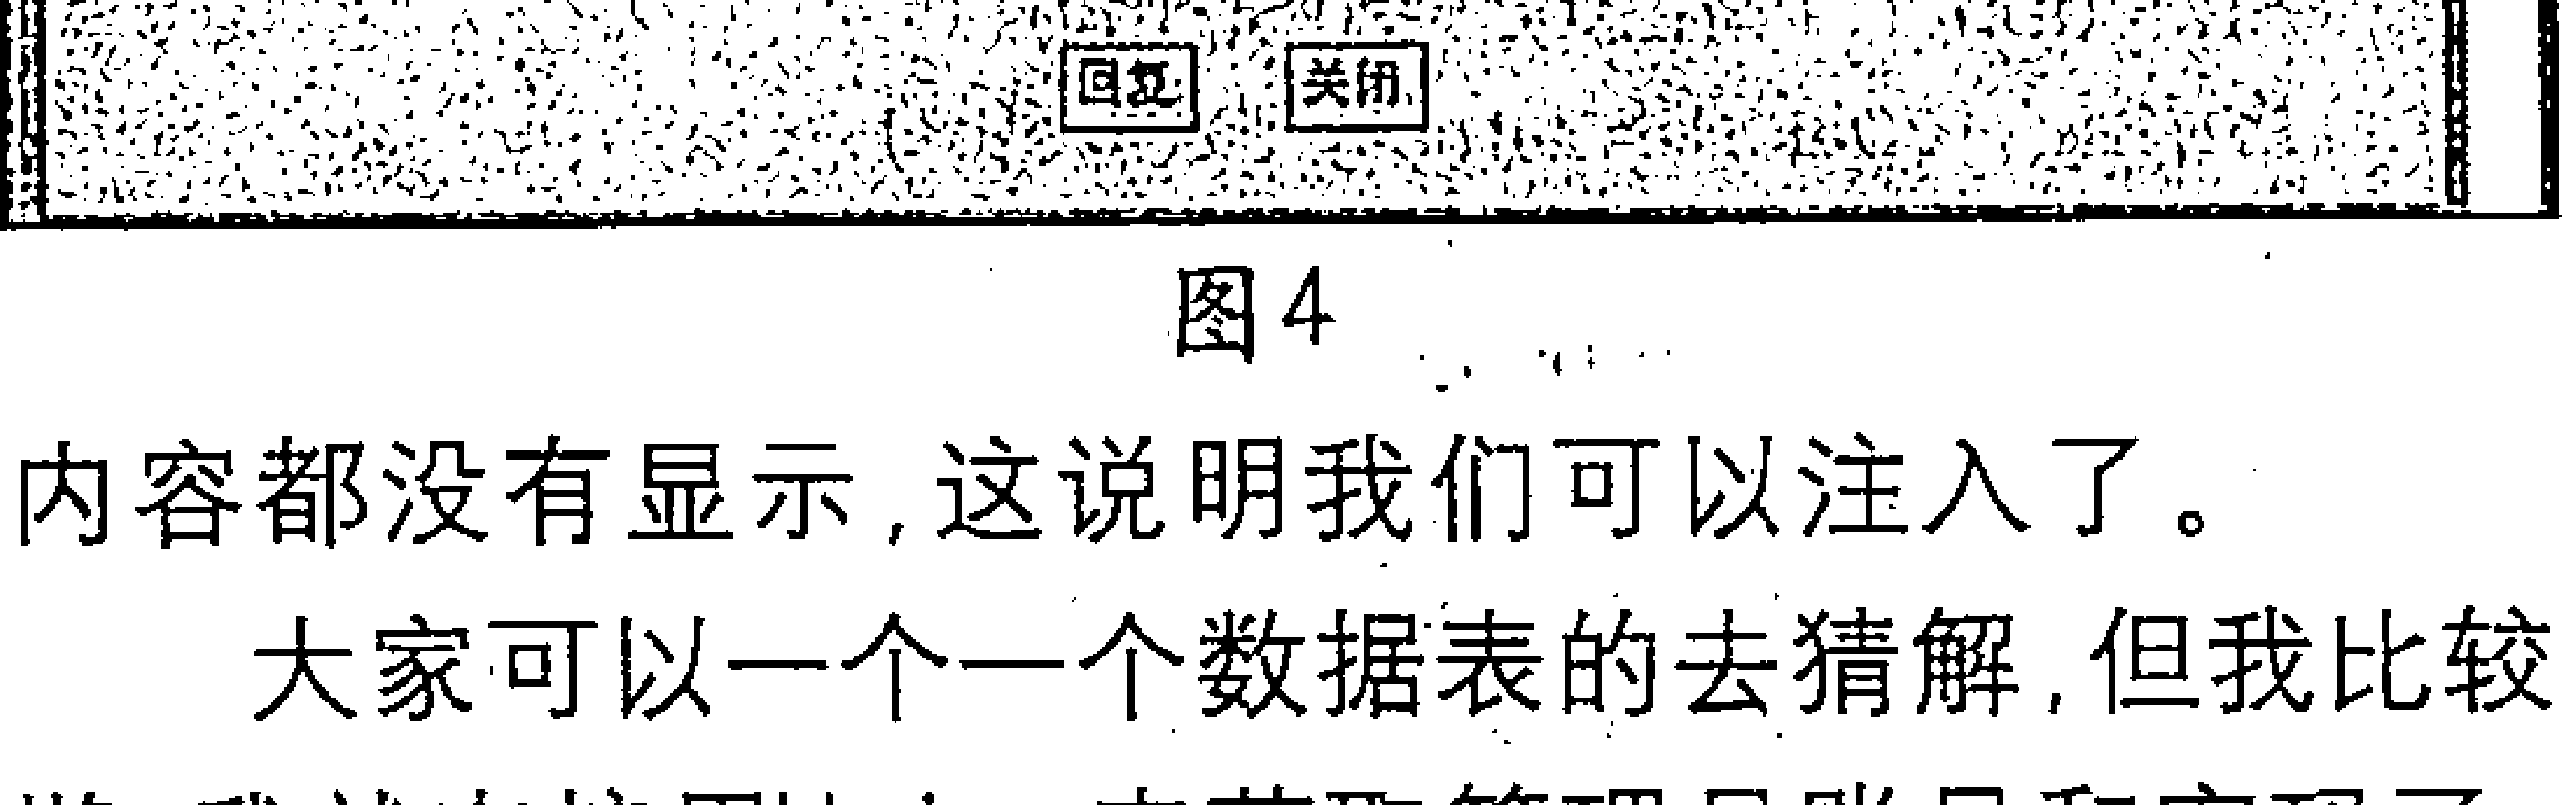 回复 关闭
图4
内容都没有显示,这说明我们可以注入了。
大家可以一个一个数据表的去猜解,但我比较